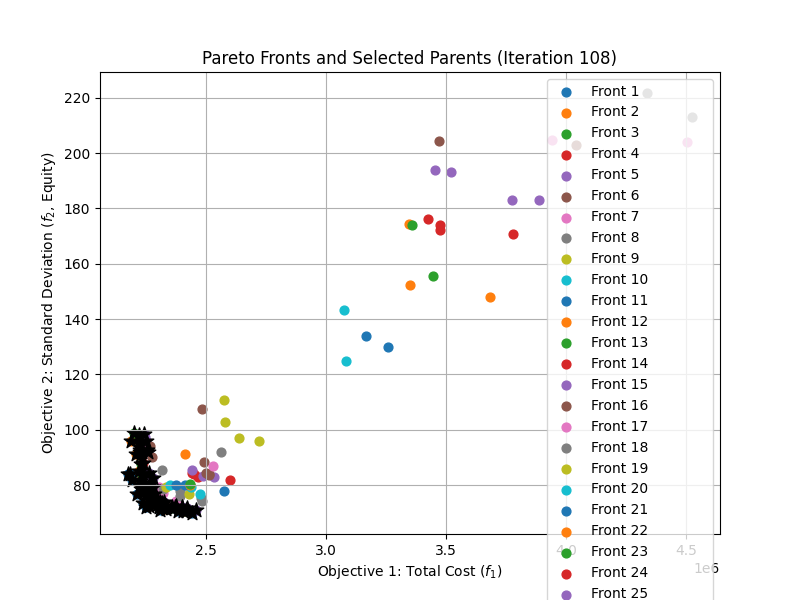 Pareto Fronts and Selected Parents (Iteration 108)
Objective 2: Standard Deviation (f₂, Equity)
220
200
180
160
140
120
100
80
2.5
3.0
3.5
4.0
4.5
1e6
Objective 1: Total Cost (f₁)
Front 1
Front 2
Front 3
Front 4
Front 5
Front 6
Front 7
Front 8
Front 9
Front 10
Front 11
Front 12
Front 13
Front 14
Front 15
Front 16
Front 17
Front 18
Front 19
Front 20
Front 21
Front 22
Front 23
Front 24
Front 25